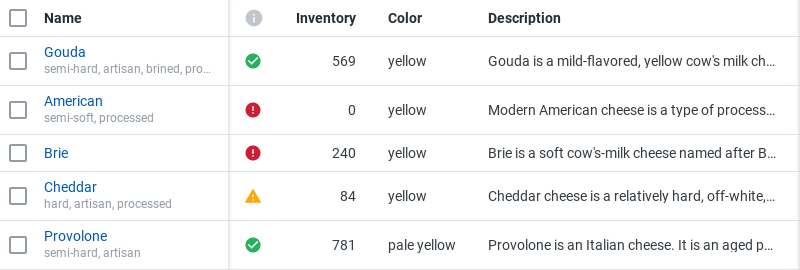 Name Inventory Color Description
Gouda 569 yellow Gouda is a mild-flavored, yellow cow's milk ch...
semi-hard, artisan, brined, pro...
American 0 yellow Modern American cheese is a type of process...
semi-soft, processed
Brie 240 yellow Brie is a soft cow's-milk cheese named after B...
Cheddar 84 yellow Cheddar cheese is a relatively hard, off-white,...
hard, artisan, processed
Provolone 781 pale yellow Provolone is an Italian cheese. It is an aged p...
semi-hard, artisan